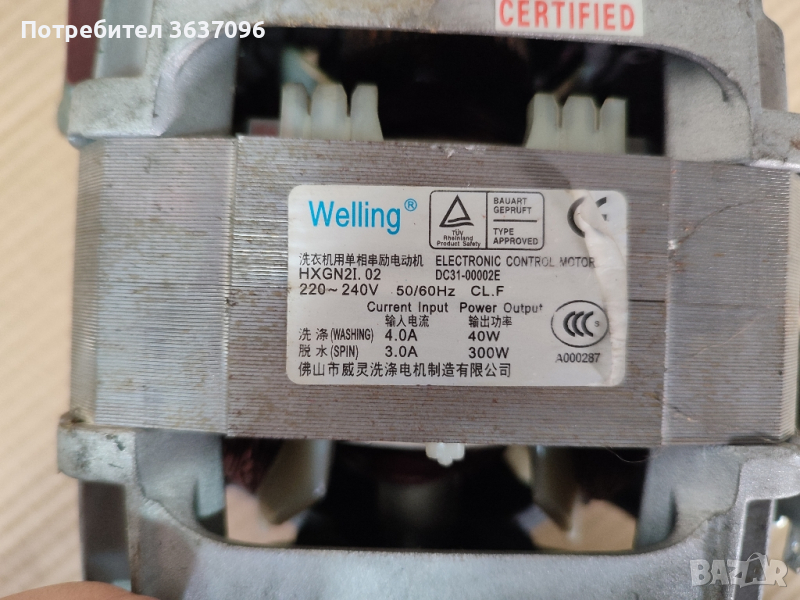 Потребител 3637096
CERTIFIED
Welling®
TÜV
Rheinland
Product Safety
BAUART
GEPRÜFT
TYPE
APPROVED
洗衣机用单相串励电动机 ELECTRONIC CONTROL MOTOR
HXGN2I.02 DC31-00002E
220~240V 50/60Hz CL.F
Current Input Power Output
输入电流 输出功率
洗涤(WASHING) 4.0A 40W
脱水(SPIN) 3.0A 300W
A000287
佛山市威灵洗涤电机制造有限公司
BAZAR